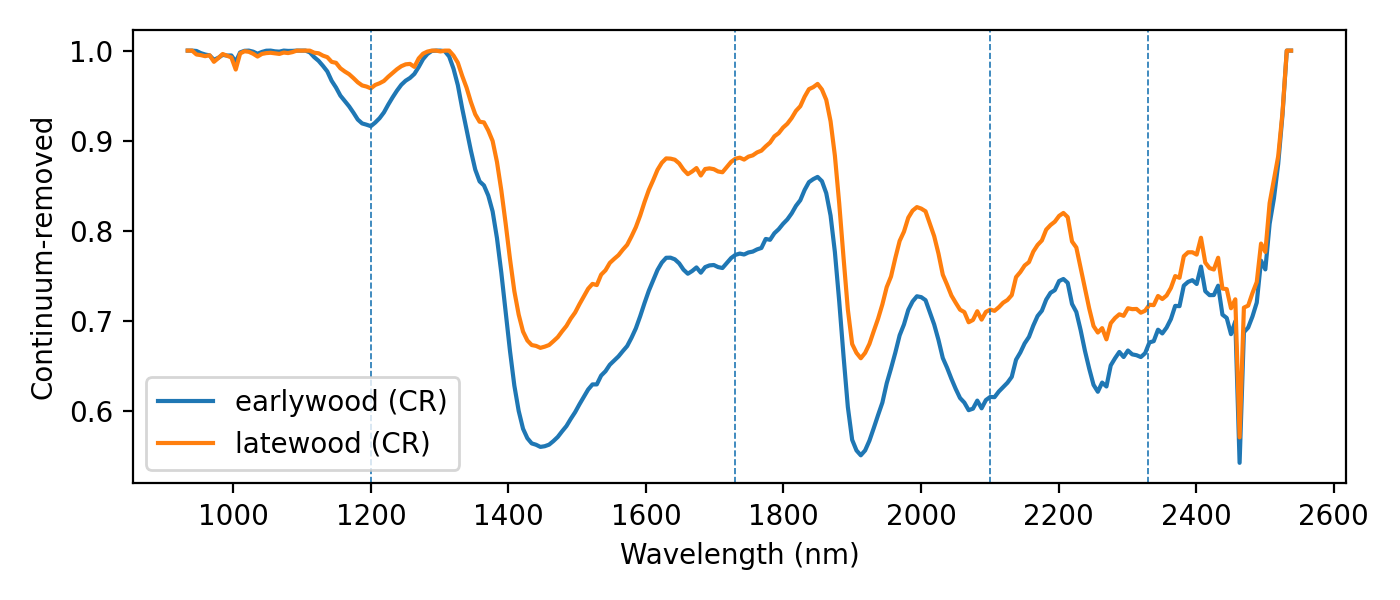 1.0
0.9
0.8
0.7
0.6
Continuum-removed
earlywood (CR)
latewood (CR)
1000 1200 1400 1600 1800 2000 2200 2400 2600
Wavelength (nm)